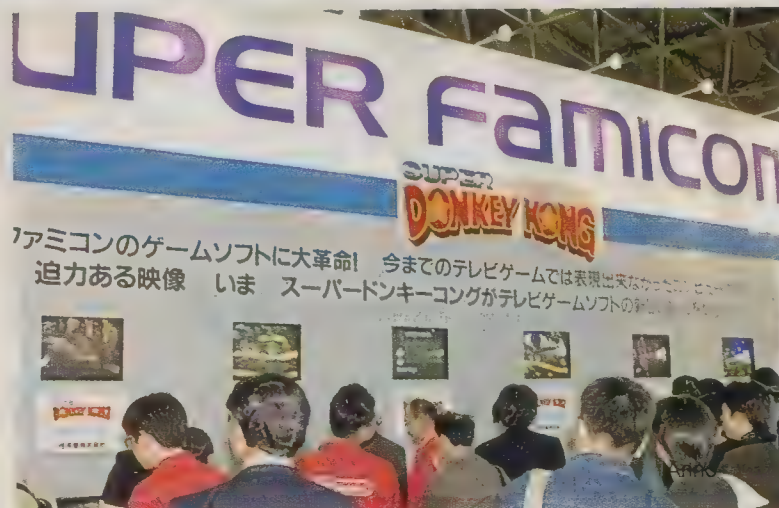 UPER FAMICOM
SUPER
DONKEY KONG
ファミコンのゲームソフトに大革命! 今までのテレビゲームでは表現出来なかった
迫力ある映像 いま スーパードンキーコングがテレビゲームソフトの
DONKEY KONG